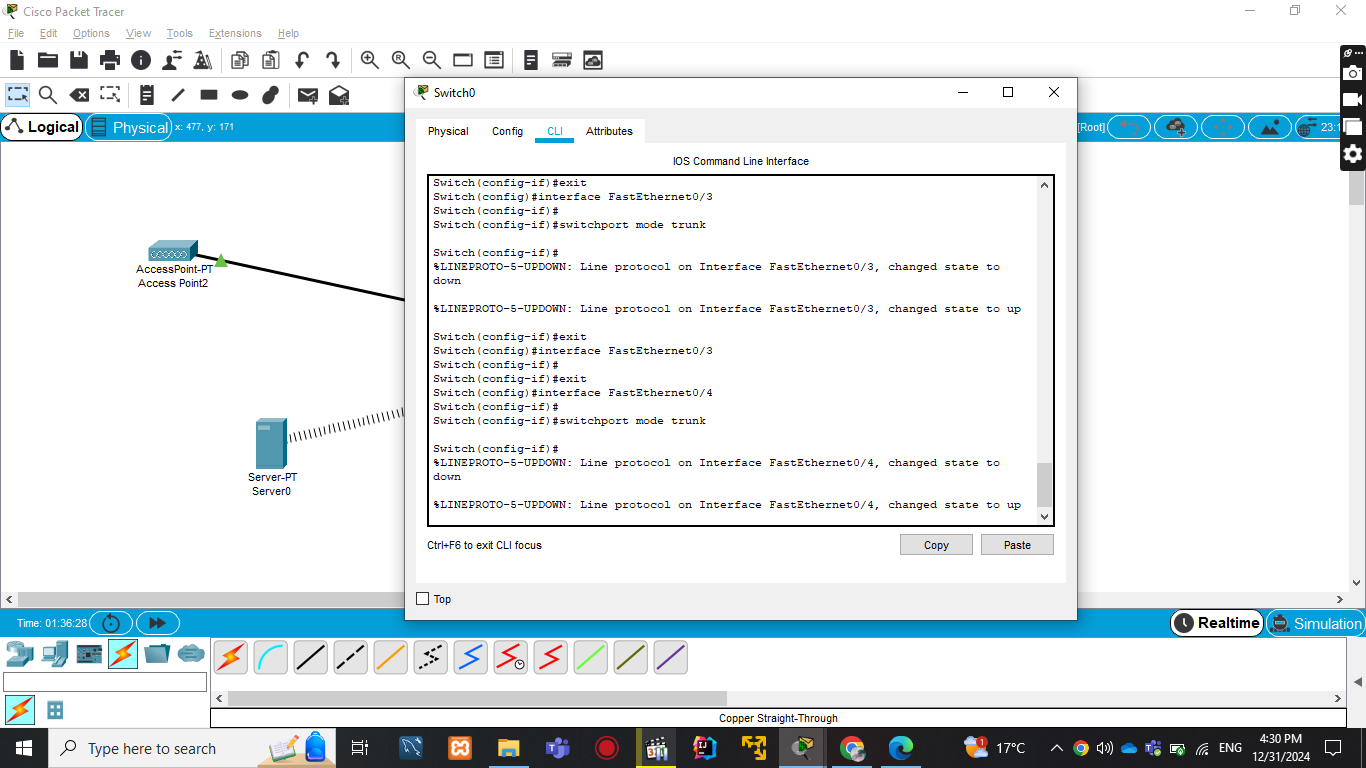 Cisco Packet Tracer
File Edit Options View Tools Extensions Help
Logical
Physical
x: 477, y: 171
[Root]
AccessPoint-PT
Access Point2
Server-PT
Server0
Switch0
Physical Config CLI Attributes
IOS Command Line Interface
Switch(config-if)#exit
Switch(config)#interface FastEthernet0/3
Switch(config-if)#
Switch(config-if)#switchport mode trunk
Switch(config-if)#
%LINEPROTO-5-UPDOWN: Line protocol on Interface FastEthernet0/3, changed state to
down
%LINEPROTO-5-UPDOWN: Line protocol on Interface FastEthernet0/3, changed state to up
Switch(config-if)#exit
Switch(config)#interface FastEthernet0/3
Switch(config-if)#
Switch(config-if)#exit
Switch(config)#interface FastEthernet0/4
Switch(config-if)#
Switch(config-if)#switchport mode trunk
Switch(config-if)#
%LINEPROTO-5-UPDOWN: Line protocol on Interface FastEthernet0/4, changed state to
down
%LINEPROTO-5-UPDOWN: Line protocol on Interface FastEthernet0/4, changed state to up
Ctrl+F6 to exit CLI focus
Copy
Paste
Top
Time: 01:36:28
Realtime
Simulation
Copper Straight-Through
Type here to search
17°C
ENG
4:30 PM
12/31/2024